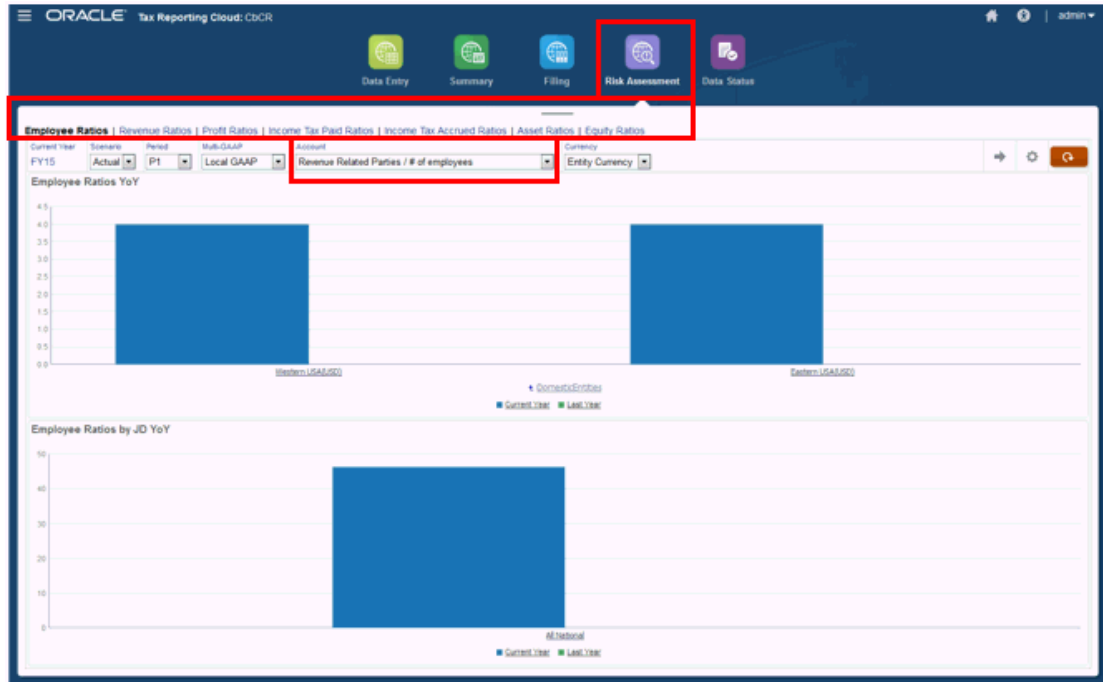 ORACLE Tax Reporting Cloud: CbCR admin
Data Entry Summary Filing Risk Assessment Data Status
Employee Ratios | Revenue Ratios | Profit Ratios | Income Tax Paid Ratios | Income Tax Accrued Ratios | Asset Ratios | Equity Ratios
Current Year Scenario Period Multi-GAAP Account Currency
FY15 Actual P1 Local GAAP Revenue Related Parties / # of employees Entity Currency
Employee Ratios YoY
4.5
4.0
3.5
3.0
2.5
2.0
1.5
1.0
0.5
0.0
Western USA(USD) Eastern USA(USD)
DomesticEntities
Current Year Last Year
Employee Ratios by JD YoY
50
40
30
20
10
0
All National
Current Year Last Year